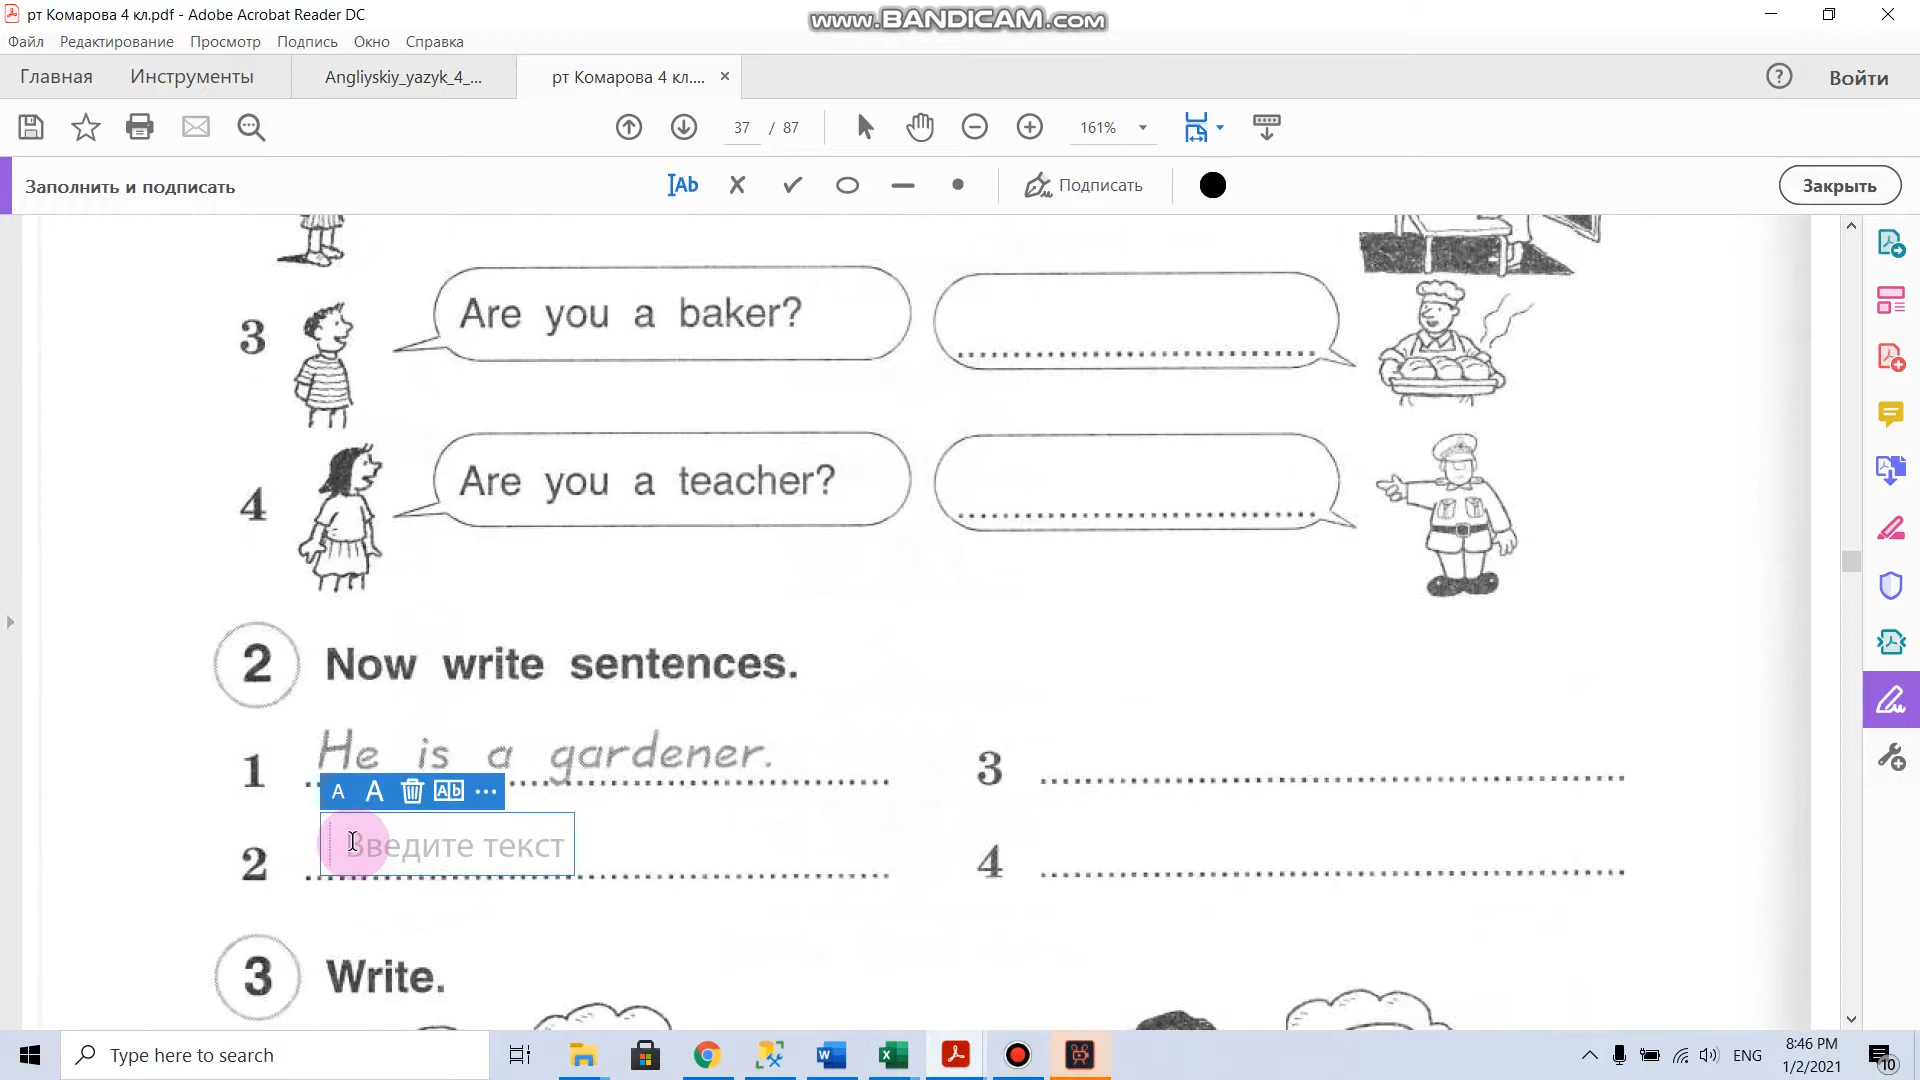 рт Комарова 4 кл.pdf - Adobe Acrobat Reader DC
www.BANDICAM.com
Файл Редактирование Просмотр Подпись Окно Справка
Главная Инструменты Angliyskiy_yazyk_4_... рт Комарова 4 кл.... × Войти
37 / 87 161%
Заполнить и подписать Ab Подписать Закрыть
3 Are you a baker?
4 Are you a teacher?
2 Now write sentences.
1 He is a gardener. 3
A A Ab ...
Введите текст
2 4
3 Write.
Type here to search
ENG 8:46 PM
1/2/2021
10